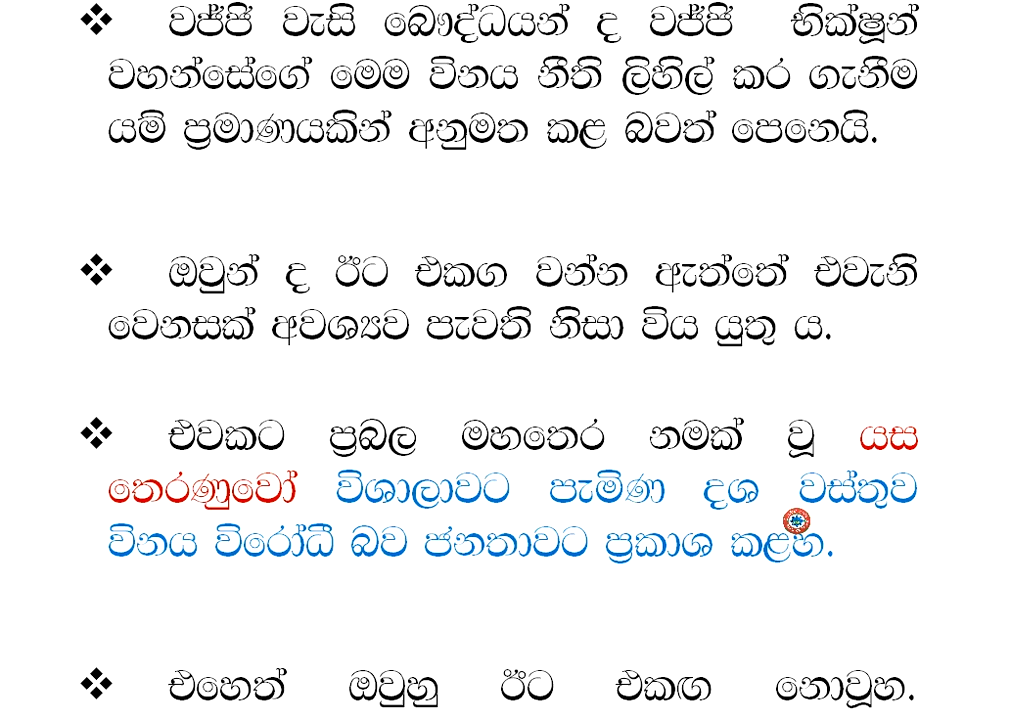 ❖ වජ්ජි වැසි බෞද්ධයන් ද වජ්ජි භික්ෂූන්
වහන්සේගේ මෙම විනය නීති ලිහිල් කර ගැනීම
යම් ප්‍රමාණයකින් අනුමත කළ බවත් පෙනෙයි.
❖ ඔවුන් ද ඊට එකග වන්න ඇත්තේ එවැනි
වෙනසක් අවශ්‍යව පැවති නිසා විය යුතු ය.
❖ එවකට ප්‍රබල මහතෙර නමක් වූ යස
තෙරණුවෝ විශාලාවට පැමිණ දශ වස්තුව
විනය විරෝධී බව ජනතාවට ප්‍රකාශ කළහ.
❖ එහෙත් ඔවුහු ඊට එකඟ නොවූහ.